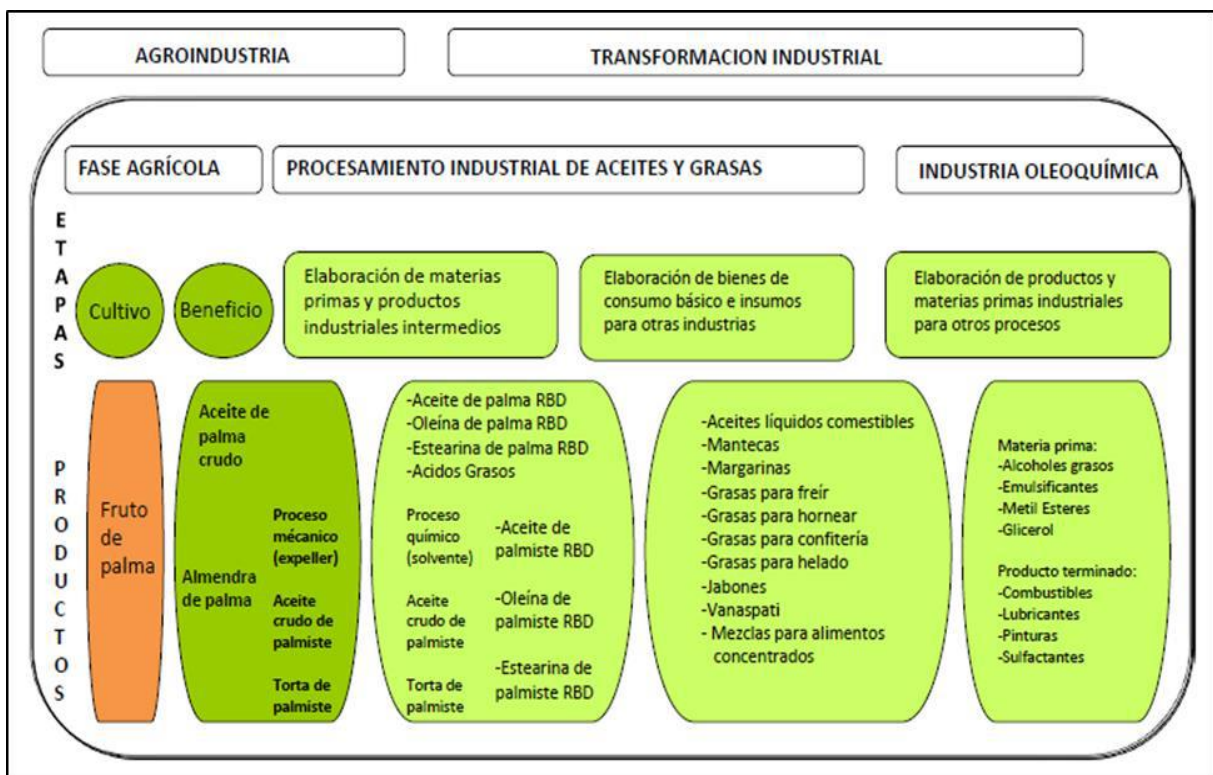 AGROINDUSTRIA
TRANSFORMACION INDUSTRIAL
FASE AGRÍCOLA
PROCESAMIENTO INDUSTRIAL DE ACEITES Y GRASAS
INDUSTRIA OLEOQUÍMICA
ETAPAS
Cultivo
Beneficio
Elaboración de materias
primas y productos
industriales intermedios
Elaboración de bienes de
consumo básico e insumos
para otras industrias
Elaboración de productos y
materias primas industriales
para otros procesos
PRODUCTOS
Fruto
de
palma
Aceite de
palma
crudo
Almendra
de palma
Proceso
mécanico
(expeller)
Aceite
crudo de
palmiste
Torta de
palmiste
-Aceite de palma RBD
-Oleína de palma RBD
-Estearina de palma RBD
-Acidos Grasos
Proceso
químico
(solvente)
Aceite
crudo de
palmiste
Torta de
palmiste
-Aceite de
palmiste RBD
-Oleína de
palmiste RBD
-Estearina de
palmiste RBD
-Aceites líquidos comestibles
-Mantecas
-Margarinas
-Grasas para freír
-Grasas para hornear
-Grasas para confitería
-Grasas para helado
-Jabones
-Vanaspati
- Mezclas para alimentos
concentrados
Materia prima:
-Alcoholes grasos
-Emulsificantes
-Metil Esteres
-Glicerol
Producto terminado:
-Combustibles
-Lubricantes
-Pinturas
-Sulfactantes